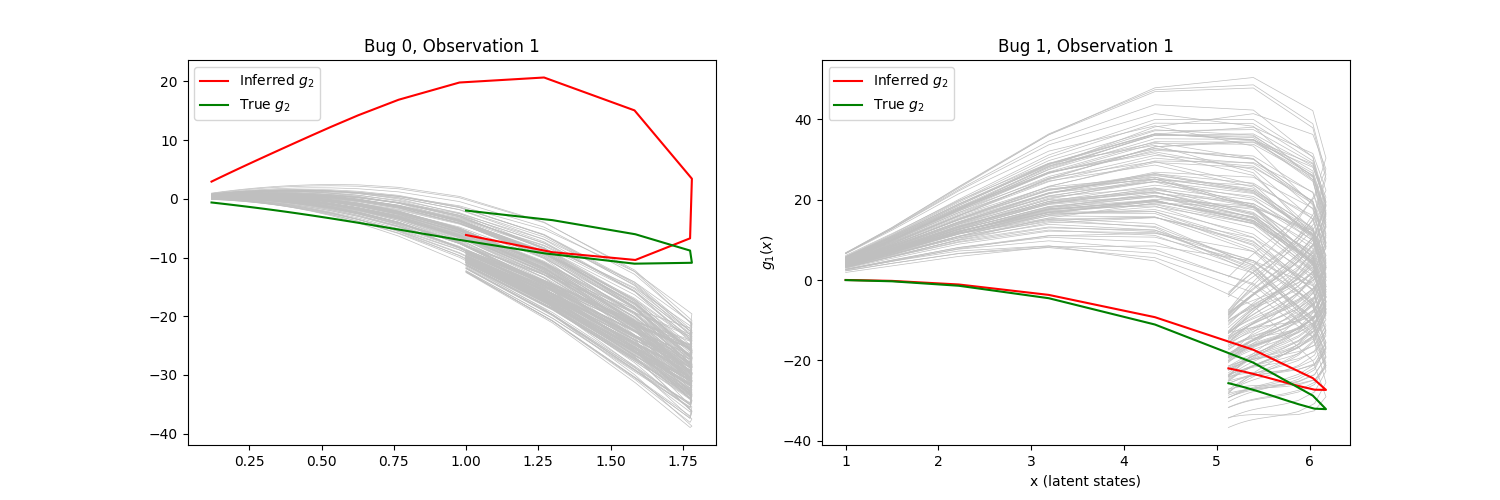 Bug 0, Observation 1
Inferred g₂
True g₂
20
10
0
−10
−20
−30
−40
0.25 0.50 0.75 1.00 1.25 1.50 1.75
Bug 1, Observation 1
Inferred g₂
True g₂
g₁(x)
40
20
0
−20
−40
1 2 3 4 5 6
x (latent states)